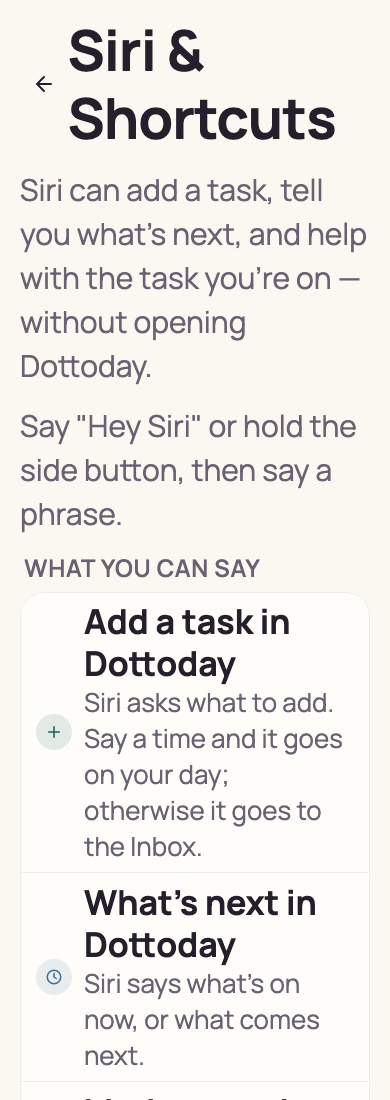 Siri &
Shortcuts
Siri can add a task, tell
you what's next, and help
with the task you're on —
without opening
Dottoday.
Say "Hey Siri" or hold the
side button, then say a
phrase.
WHAT YOU CAN SAY
Add a task in
Dottoday
Siri asks what to add.
Say a time and it goes
on your day;
otherwise it goes to
the Inbox.
What's next in
Dottoday
Siri says what's on
now, or what comes
next.